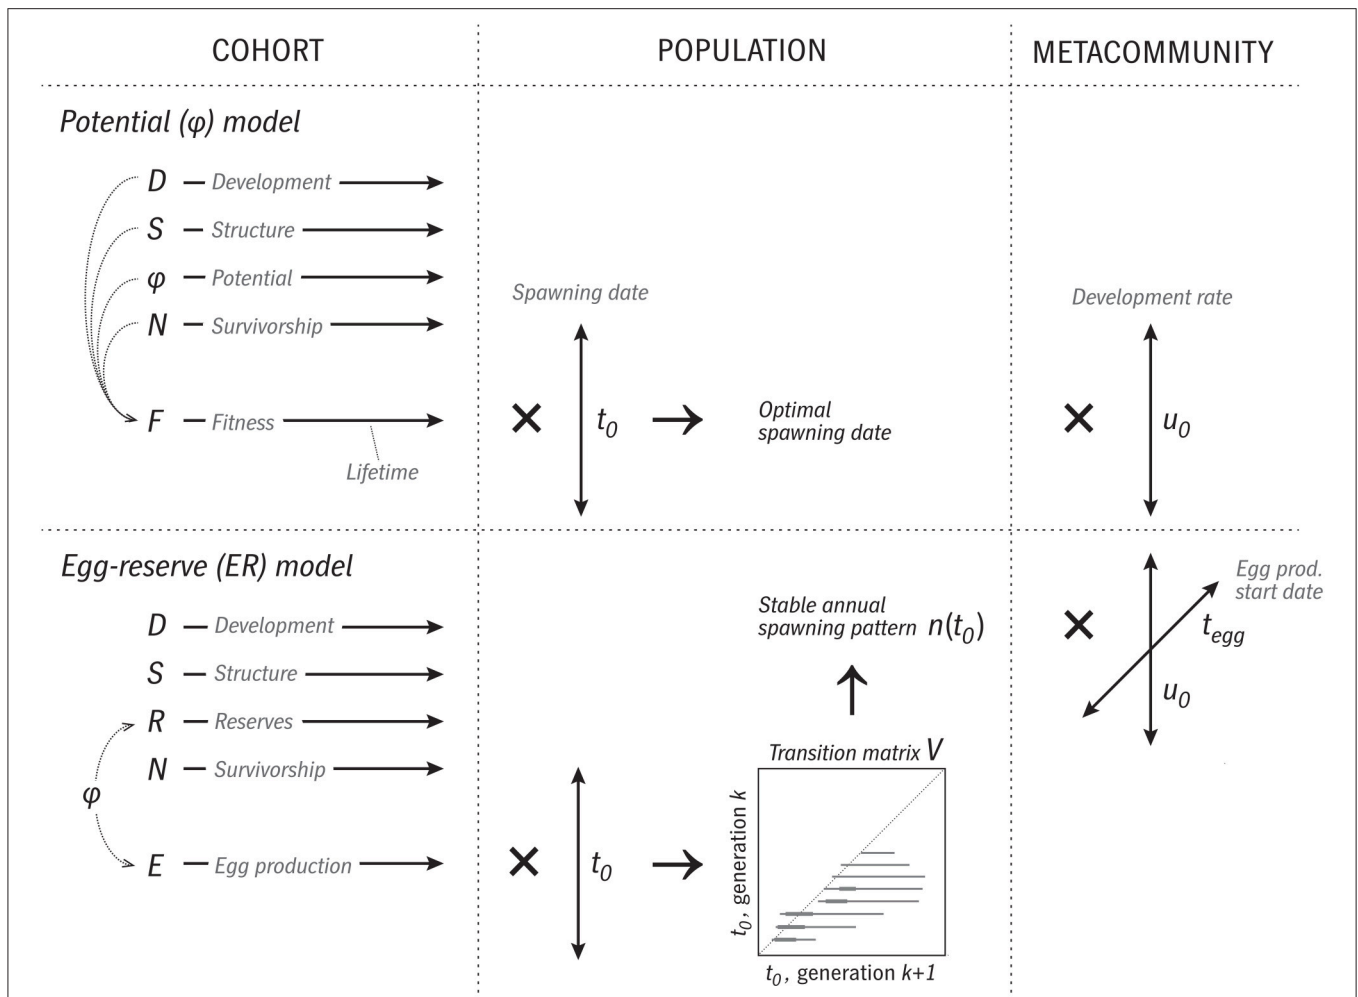 COHORT
POPULATION
METACOMMUNITY
Potential (φ) model
D Development
S Structure
φ Potential
N Survivorship
F Fitness
Lifetime
Spawning date
t0
Optimal
spawning date
Development rate
u0
Egg-reserve (ER) model
D Development
S Structure
R Reserves
N Survivorship
φ
E Egg production
t0
Stable annual
spawning pattern n(t0)
Transition matrix V
t0, generation k
t0, generation k+1
Egg prod.
start date
tegg
u0